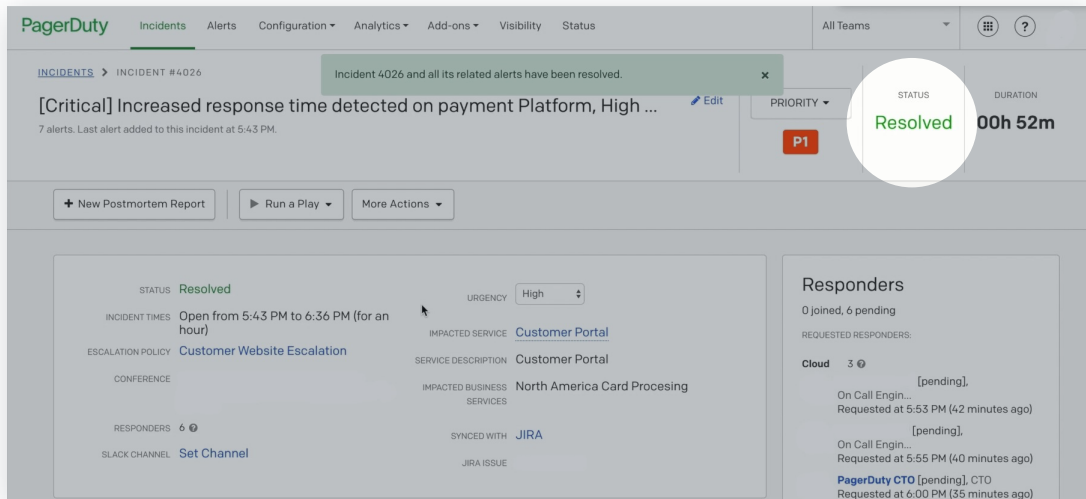 PagerDuty Incidents Alerts Configuration Analytics Add-ons Visibility Status All Teams ?
INCIDENTS > INCIDENT #4026
Incident 4026 and all its related alerts have been resolved. ×
[Critical] Increased response time detected on payment Platform, High ...
Edit
7 alerts. Last alert added to this incident at 5:43 PM.
PRIORITY
P1
STATUS
Resolved
DURATION
00h 52m
+ New Postmortem Report
Run a Play
More Actions
STATUS Resolved
INCIDENT TIMES Open from 5:43 PM to 6:36 PM (for an
hour)
ESCALATION POLICY Customer Website Escalation
CONFERENCE
RESPONDERS 6 ?
SLACK CHANNEL Set Channel
URGENCY High
IMPACTED SERVICE Customer Portal
SERVICE DESCRIPTION Customer Portal
IMPACTED BUSINESS North America Card Procesing
SERVICES
SYNCED WITH JIRA
JIRA ISSUE
Responders
0 joined, 6 pending
REQUESTED RESPONDERS:
Cloud 3 ?
[pending],
On Call Engin...
Requested at 5:53 PM (42 minutes ago)
[pending],
On Call Engin...
Requested at 5:55 PM (40 minutes ago)
PagerDuty CTO [pending], CTO
Requested at 6:00 PM (35 minutes ago)